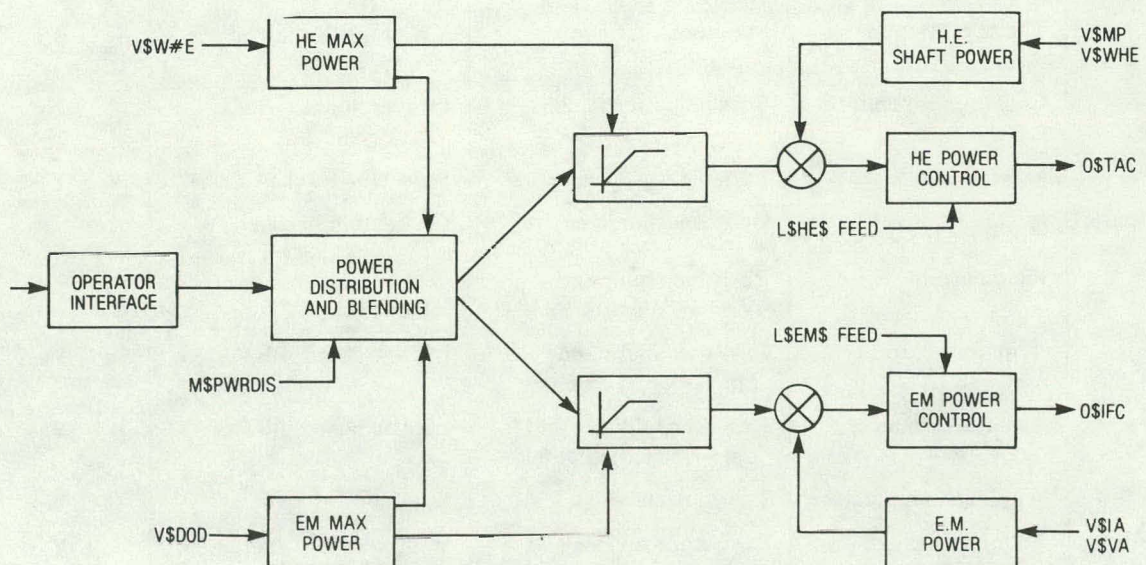 V$W#E
HE MAX
POWER
H.E.
SHAFT POWER
V$MP
V$WHE
HE POWER
CONTROL
O$TAC
L$HE$ FEED
OPERATOR
INTERFACE
POWER
DISTRIBUTION
AND BLENDING
M$PWRDIS
L$EM$ FEED
EM POWER
CONTROL
O$IFC
V$DOD
EM MAX
POWER
E.M.
POWER
V$IA
V$VA